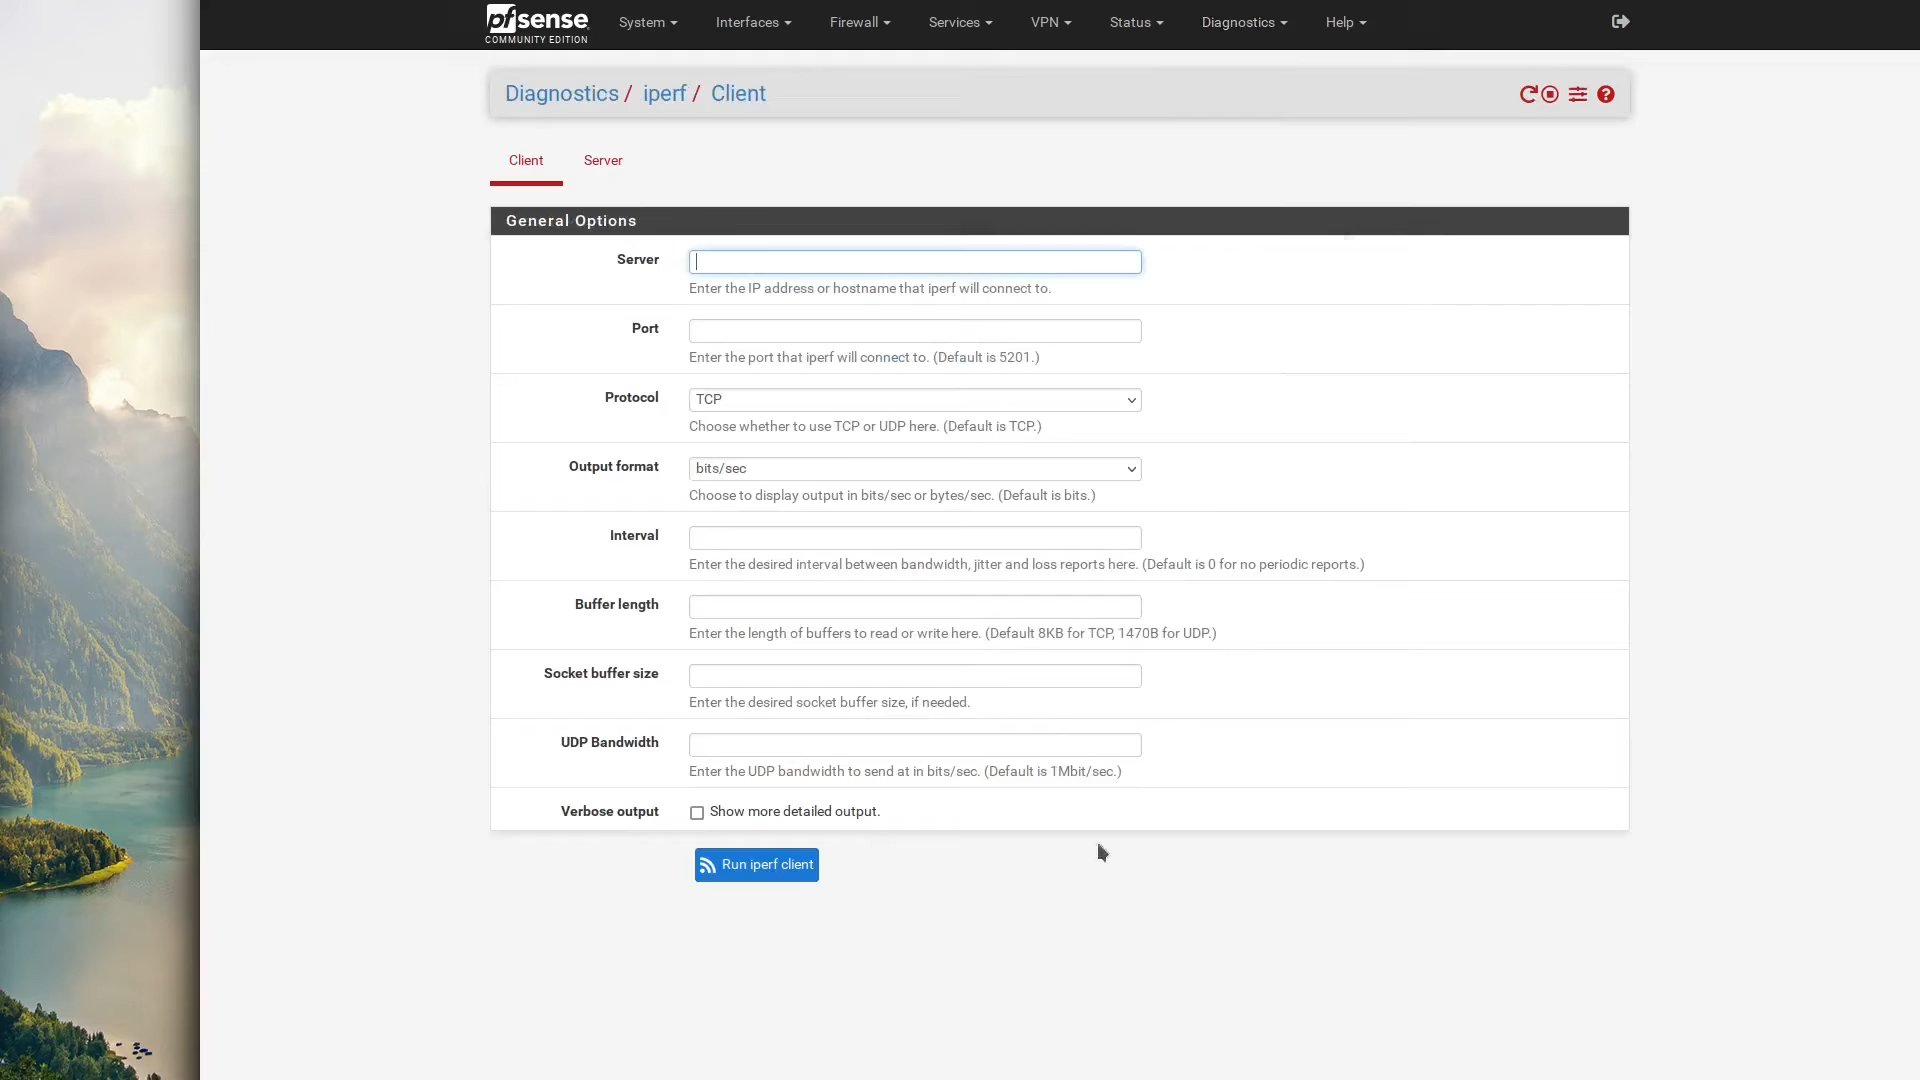 pfsense
COMMUNITY EDITION
System
Interfaces
Firewall
Services
VPN
Status
Diagnostics
Help
Diagnostics / iperf / Client
Client
Server
General Options
Server
Enter the IP address or hostname that iperf will connect to.
Port
Enter the port that iperf will connect to. (Default is 5201.)
Protocol
TCP
Choose whether to use TCP or UDP here. (Default is TCP.)
Output format
bits/sec
Choose to display output in bits/sec or bytes/sec. (Default is bits.)
Interval
Enter the desired interval between bandwidth, jitter and loss reports here. (Default is 0 for no periodic reports.)
Buffer length
Enter the length of buffers to read or write here. (Default 8KB for TCP, 1470B for UDP.)
Socket buffer size
Enter the desired socket buffer size, if needed.
UDP Bandwidth
Enter the UDP bandwidth to send at in bits/sec. (Default is 1Mbit/sec.)
Verbose output
Show more detailed output.
Run iperf client